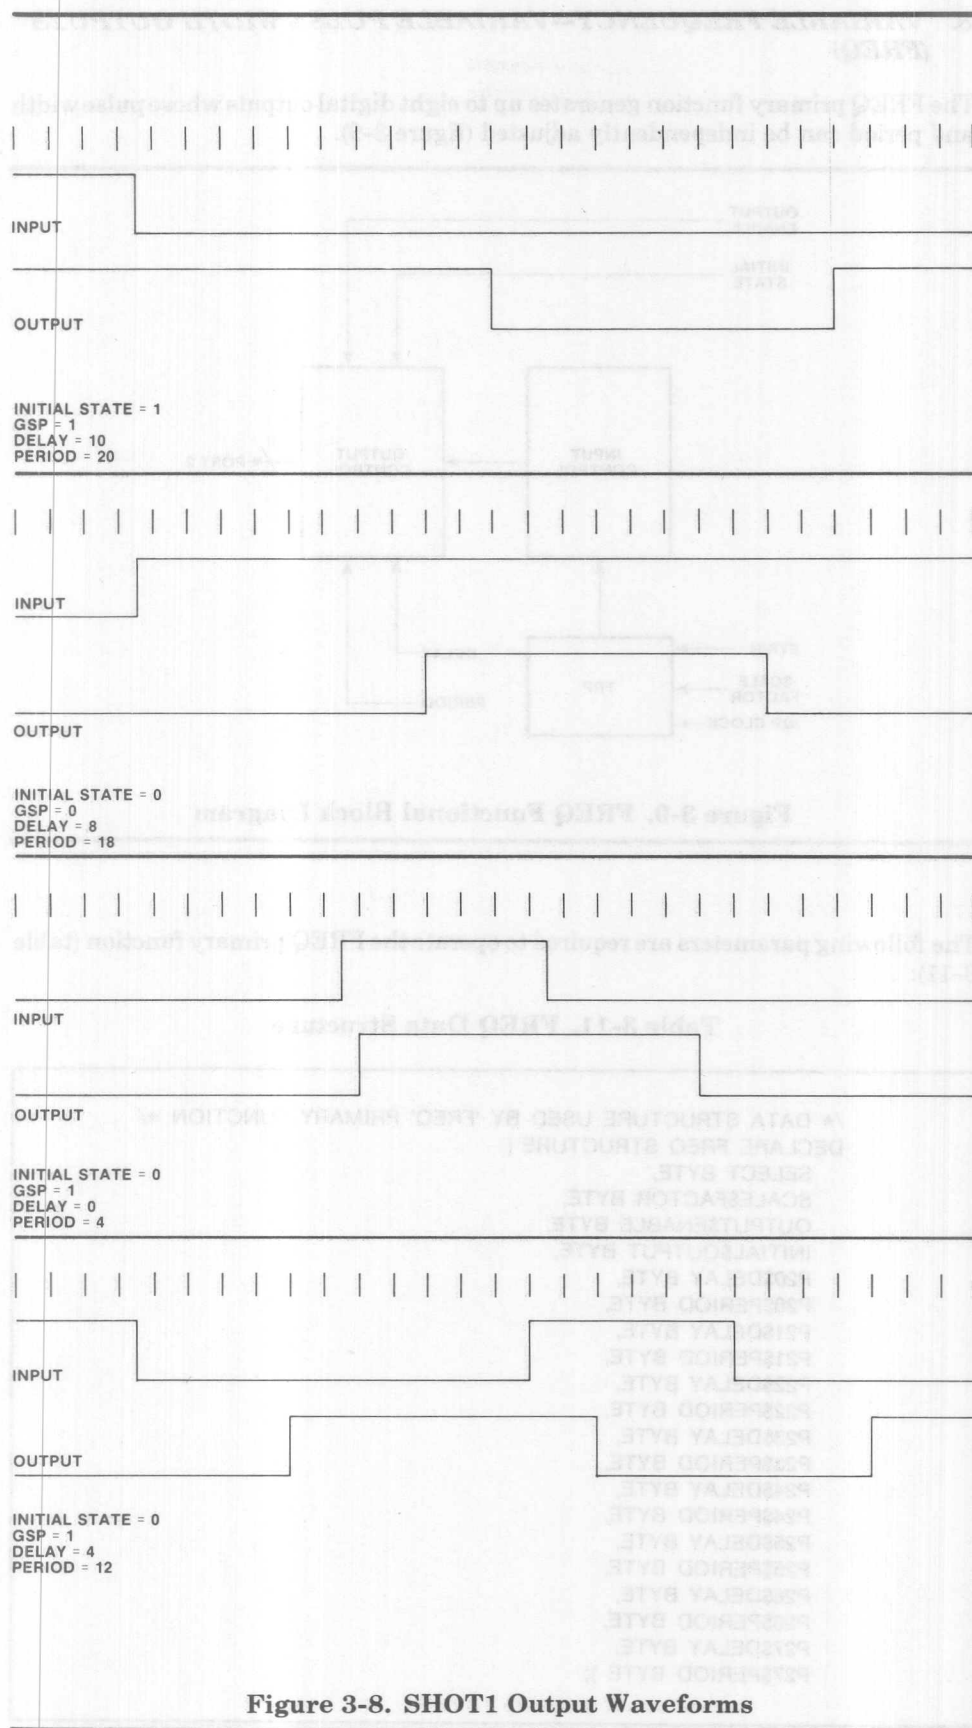 INPUT
OUTPUT
INITIAL STATE = 1
GSP = 1
DELAY = 10
PERIOD = 20
INPUT
OUTPUT
INITIAL STATE = 0
GSP = 0
DELAY = 8
PERIOD = 18
INPUT
OUTPUT
INITIAL STATE = 0
GSP = 1
DELAY = 0
PERIOD = 4
INPUT
OUTPUT
INITIAL STATE = 0
GSP = 1
DELAY = 4
PERIOD = 12
Figure 3-8. SHOT1 Output Waveforms